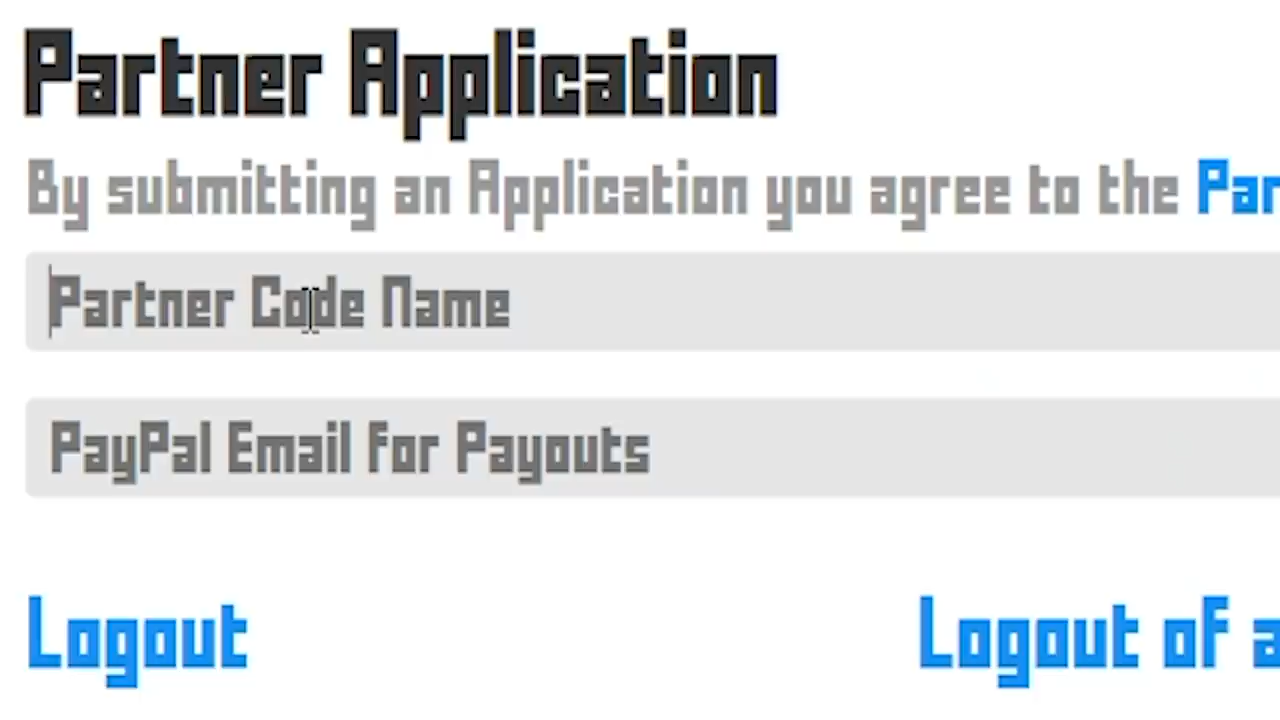 Partner Application
By submitting an Application you agree to the Par
Partner Code Name
PayPal Email for Payouts
Logout
Logout of a